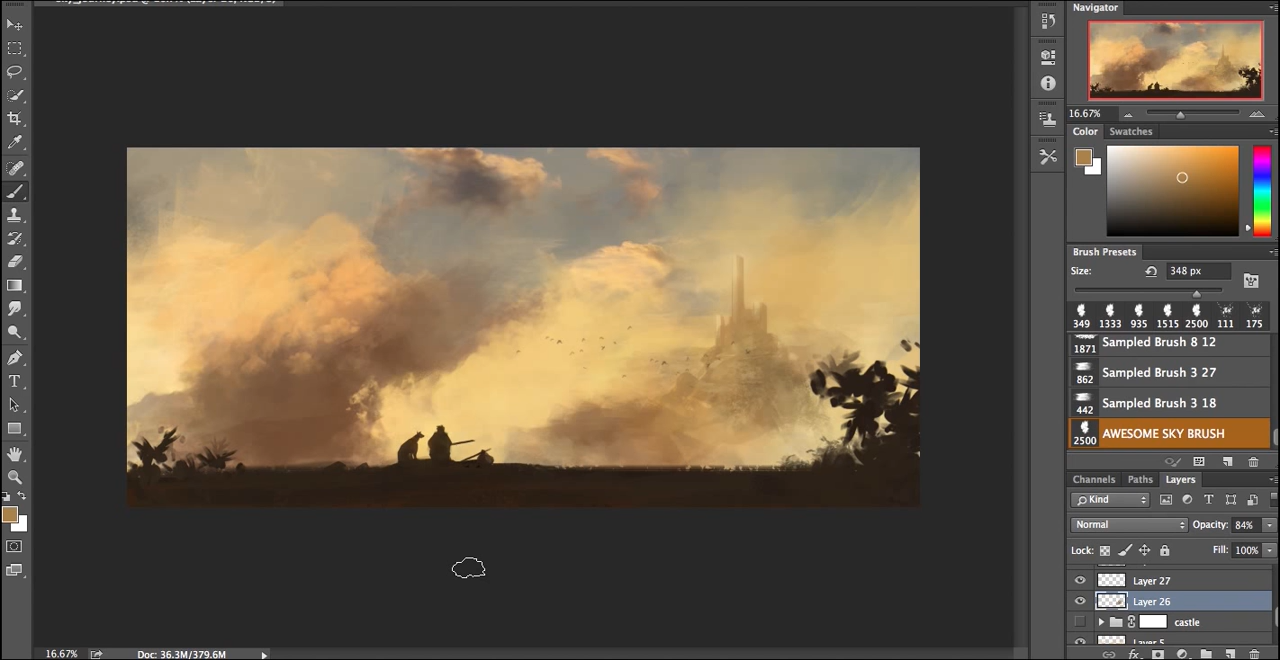 Navigator
16.67%
Color Swatches
Brush Presets
Size: 348 px
349 1333 935 1515 2500 111 175
1871 Sampled Brush 8 12
862 Sampled Brush 3 27
442 Sampled Brush 3 18
2500 AWESOME SKY BRUSH
Channels Paths Layers
Kind
Normal Opacity: 84%
Lock: Fill: 100%
Layer 27
Layer 26
castle
Layer 5
fx
T
16.67% Doc: 36.3M/379.6M